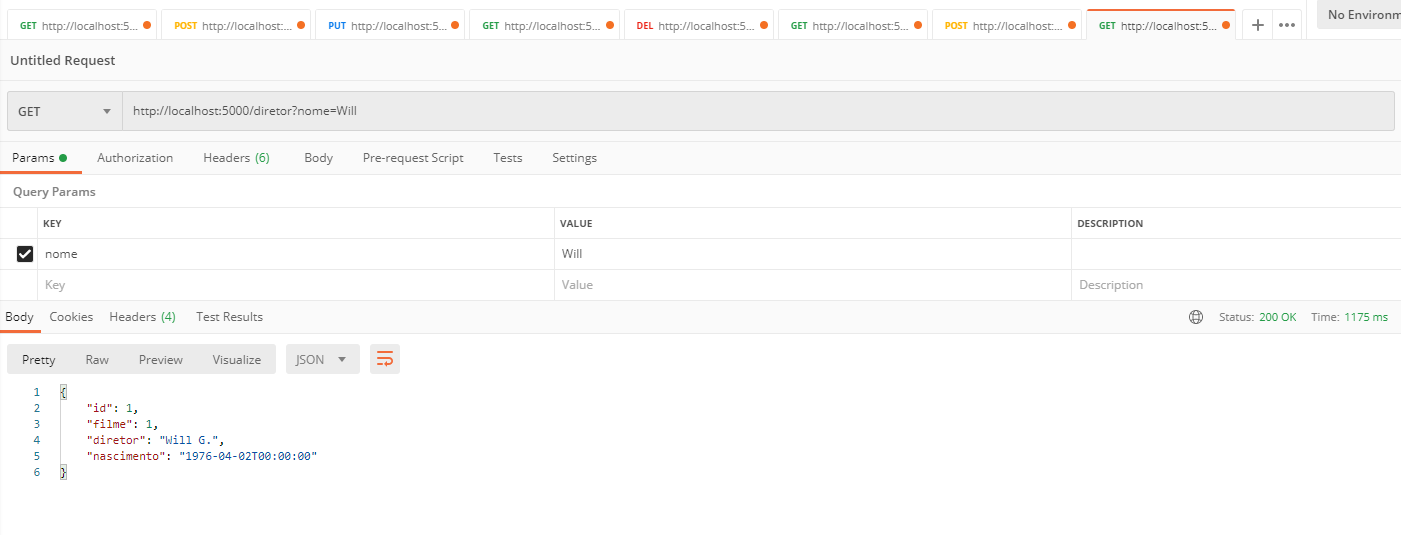 GET http://localhost:5... POST http://localhost:... PUT http://localhost:5... GET http://localhost:5... DEL http://localhost:5... GET http://localhost:5... POST http://localhost:... GET http://localhost:5... + ••• No Environm
Untitled Request
GET http://localhost:5000/diretor?nome=Will
Params Authorization Headers (6) Body Pre-request Script Tests Settings
Query Params
KEY VALUE DESCRIPTION
nome Will
Key Value Description
Body Cookies Headers (4) Test Results Status: 200 OK Time: 1175 ms
Pretty Raw Preview Visualize JSON
1 {
2 "id": 1,
3 "filme": 1,
4 "diretor": "Will G.",
5 "nascimento": "1976-04-02T00:00:00"
6 }